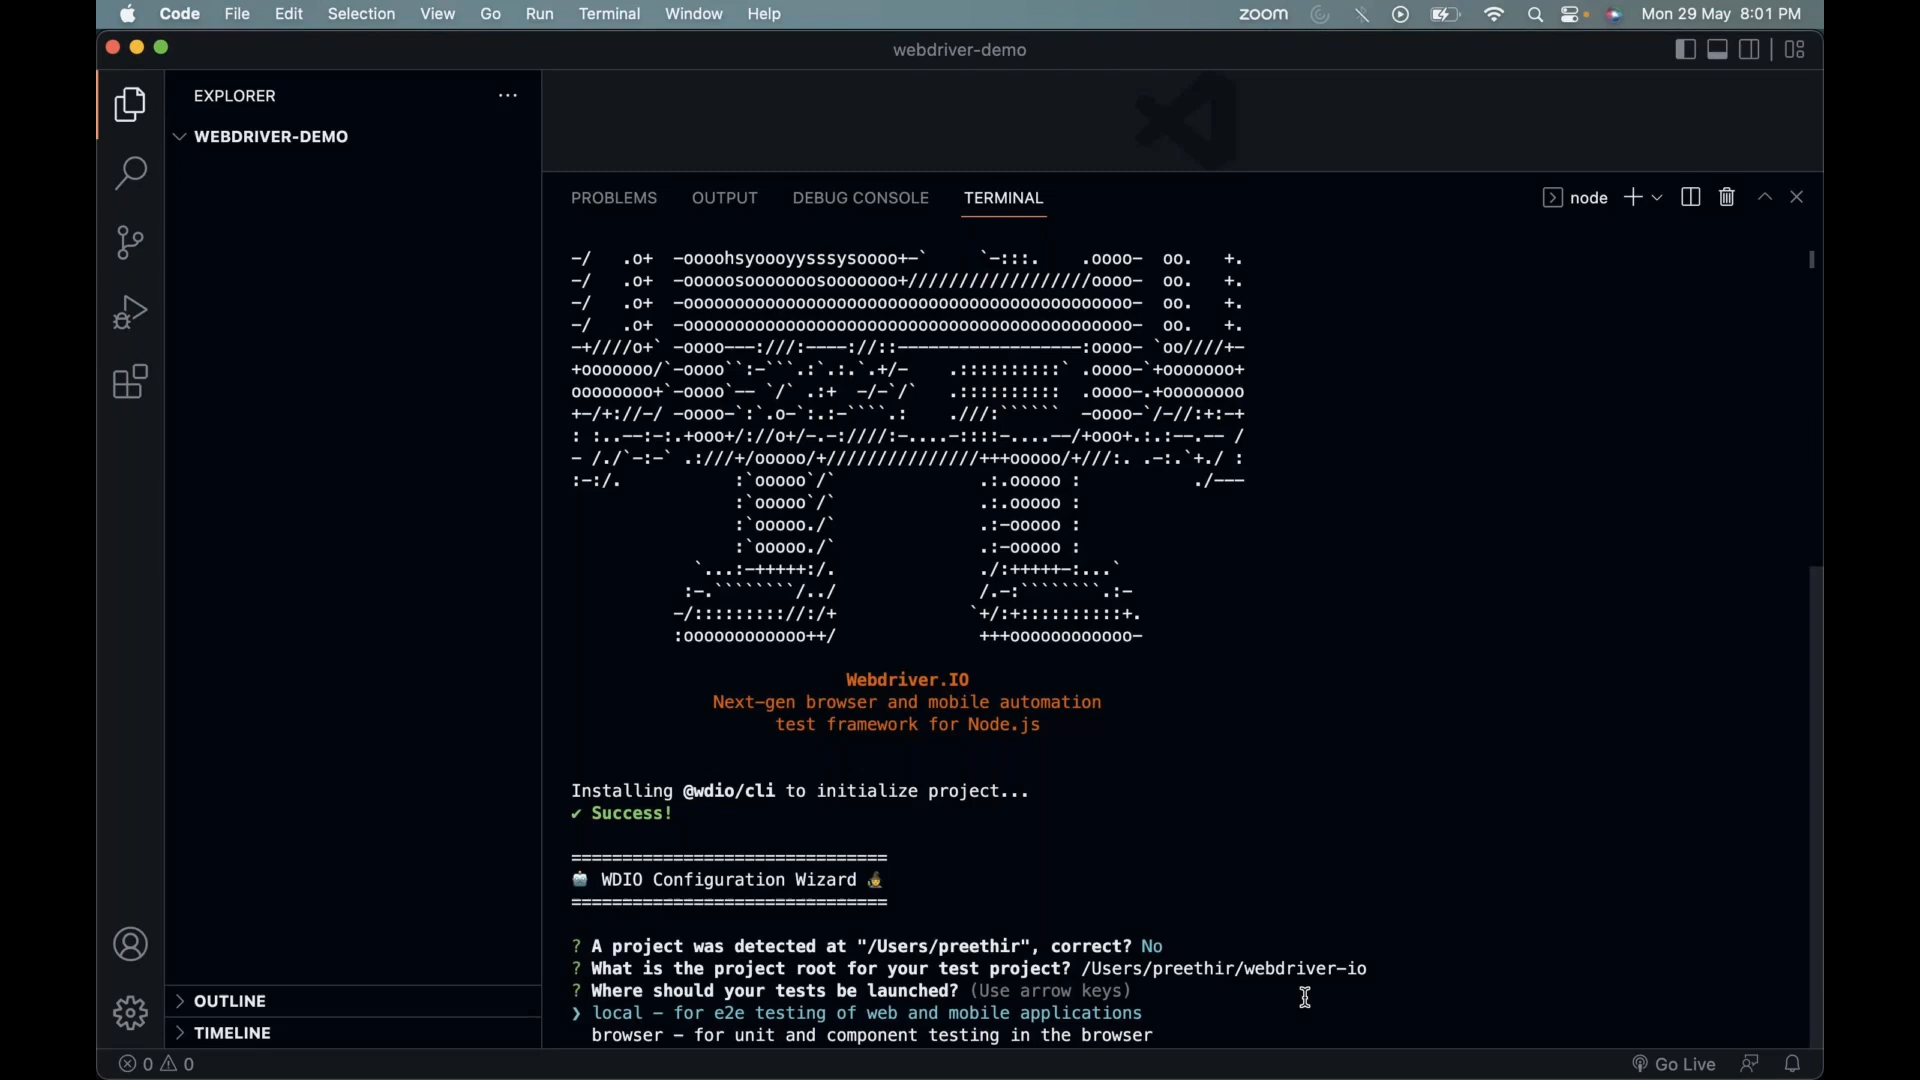 Code File Edit Selection View Go Run Terminal Window Help zoom Mon 29 May 8:01 PM
webdriver-demo
EXPLORER ...
WEBDRIVER-DEMO
PROBLEMS OUTPUT DEBUG CONSOLE TERMINAL node
Webdriver.IO
Next-gen browser and mobile automation
test framework for Node.js
Installing @wdio/cli to initialize project...
✔ Success!
===============================
🤖 WDIO Configuration Wizard 🧙
===============================
? A project was detected at "/Users/preethir", correct? No
? What is the project root for your test project? /Users/preethir/webdriver-io
? Where should your tests be launched? (Use arrow keys)
❯ local – for e2e testing of web and mobile applications
browser – for unit and component testing in the browser
OUTLINE
TIMELINE
0 0 Go Live